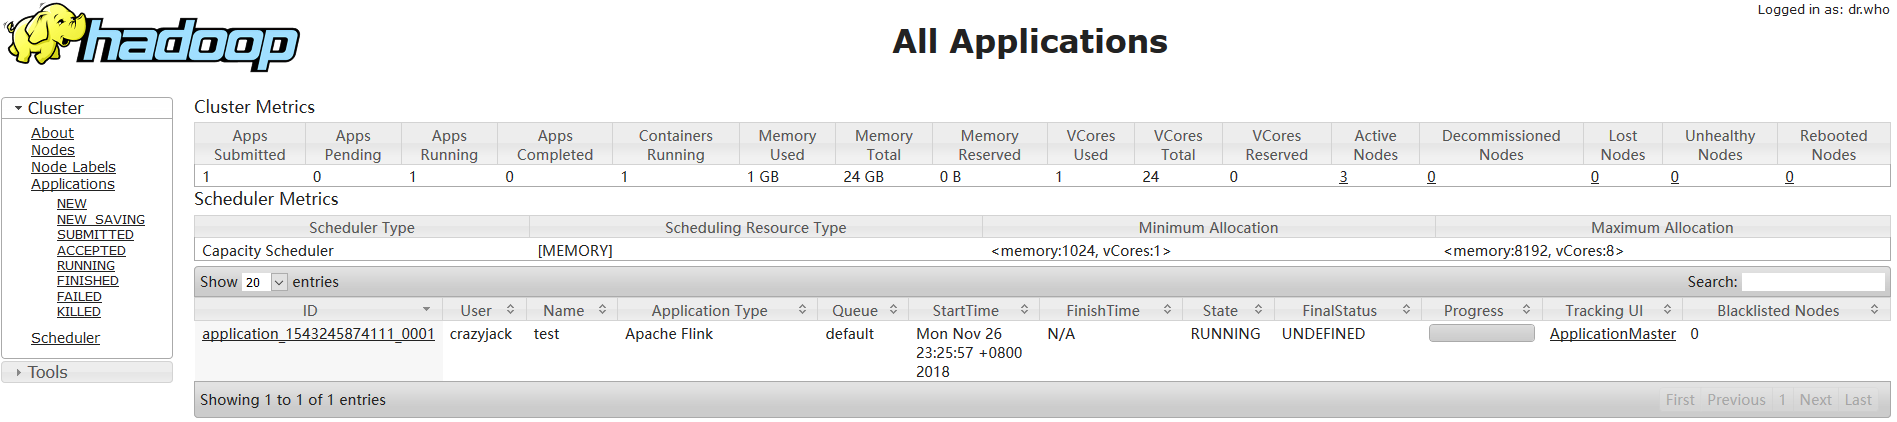 Logged in as: dr.who
hadoop
All Applications
Cluster
About
Nodes
Node Labels
Applications
NEW
NEW_SAVING
SUBMITTED
ACCEPTED
RUNNING
FINISHED
FAILED
KILLED
Scheduler
Tools
Cluster Metrics
Apps Submitted Apps Pending Apps Running Apps Completed Containers Running Memory Used Memory Total Memory Reserved VCores Used VCores Total VCores Reserved Active Nodes Decommissioned Nodes Lost Nodes Unhealthy Nodes Rebooted Nodes
1 0 1 0 1 1 GB 24 GB 0 B 1 24 0 3 0 0 0 0
Scheduler Metrics
Scheduler Type Scheduling Resource Type Minimum Allocation Maximum Allocation
Capacity Scheduler [MEMORY] <memory:1024, vCores:1> <memory:8192, vCores:8>
Show 20 entries Search:
ID User Name Application Type Queue StartTime FinishTime State FinalStatus Progress Tracking UI Blacklisted Nodes
application_1543245874111_0001 crazyjack test Apache Flink default Mon Nov 26 23:25:57 +0800 2018 N/A RUNNING UNDEFINED ApplicationMaster 0
Showing 1 to 1 of 1 entries First Previous 1 Next Last